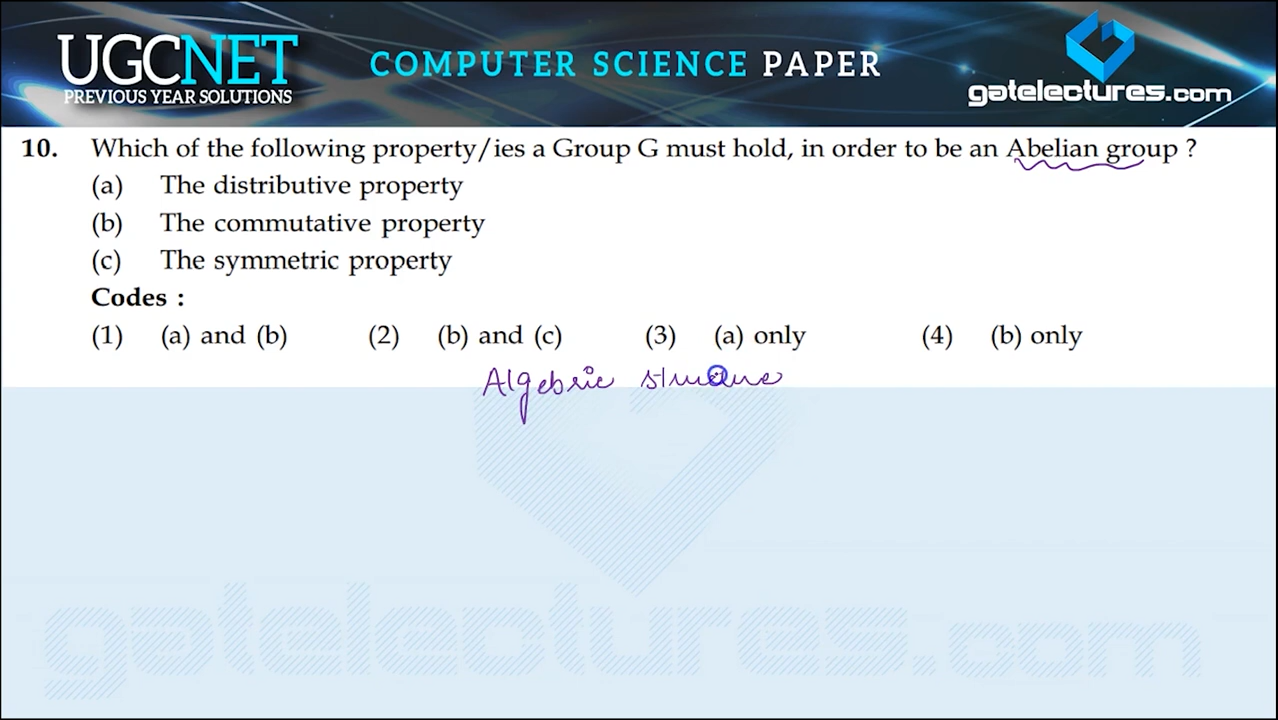 UGCNET
PREVIOUS YEAR SOLUTIONS
COMPUTER SCIENCE PAPER
gatelectures.com
10. Which of the following property/ies a Group G must hold, in order to be an Abelian group ?
(a) The distributive property
(b) The commutative property
(c) The symmetric property
Codes :
(1) (a) and (b) (2) (b) and (c) (3) (a) only (4) (b) only
Algebric
gatelectures.com